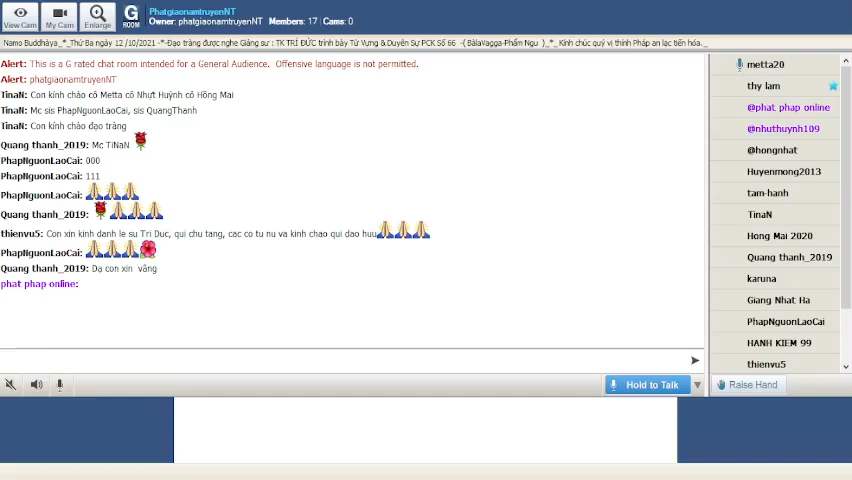 View Cam
My Cam
Enlarge
G
ROOM
PhatgiaonamtruyenNT
Owner: phatgiaonamtruyenNT Members: 17 | Cams: 0
Namo Buddhàya_*_Thứ Ba ngày 12 /10/2021 -*-Đạo tràng được nghe Giảng sư : TK TRÍ ĐỨC trình bày Từ Vựng & Duyên Sự PCK Số 66 -( BàlaVagga-Phẩm Ngu )_*_ Kính chúc quý vị thính Pháp an lạc tiến hóa._
Alert: This is a G rated chat room intended for a General Audience. Offensive language is not permitted.
Alert: phatgiaonamtruyenNT
TinaN: Con kính chào cô Metta cô Nhựt Huỳnh cô Hồng Mai
TinaN: Mc sis PhapNguonLaoCai, sis QuangThanh
TinaN: Con kính chào đạo tràng
Quang thanh_2019: Mc TiNaN
PhapNguonLaoCai: 000
PhapNguonLaoCai: 111
PhapNguonLaoCai:
Quang thanh_2019:
thienvu5: Con xin kinh danh le su Tri Duc, qui chu tang, cac co tu nu va kinh chao qui dao huu
PhapNguonLaoCai:
Quang thanh_2019: Dạ con xin vâng
phat phap online:
metta20
thy lam
@phat phap online
@nhuthuynh109
@hongnhat
Huyenmong2013
tam-hanh
TinaN
Hong Mai 2020
Quang thanh_2019
karuna
Giang Nhat Ha
PhapNguonLaoCai
HANH KIEM 99
thienvu5
Hold to Talk
Raise Hand